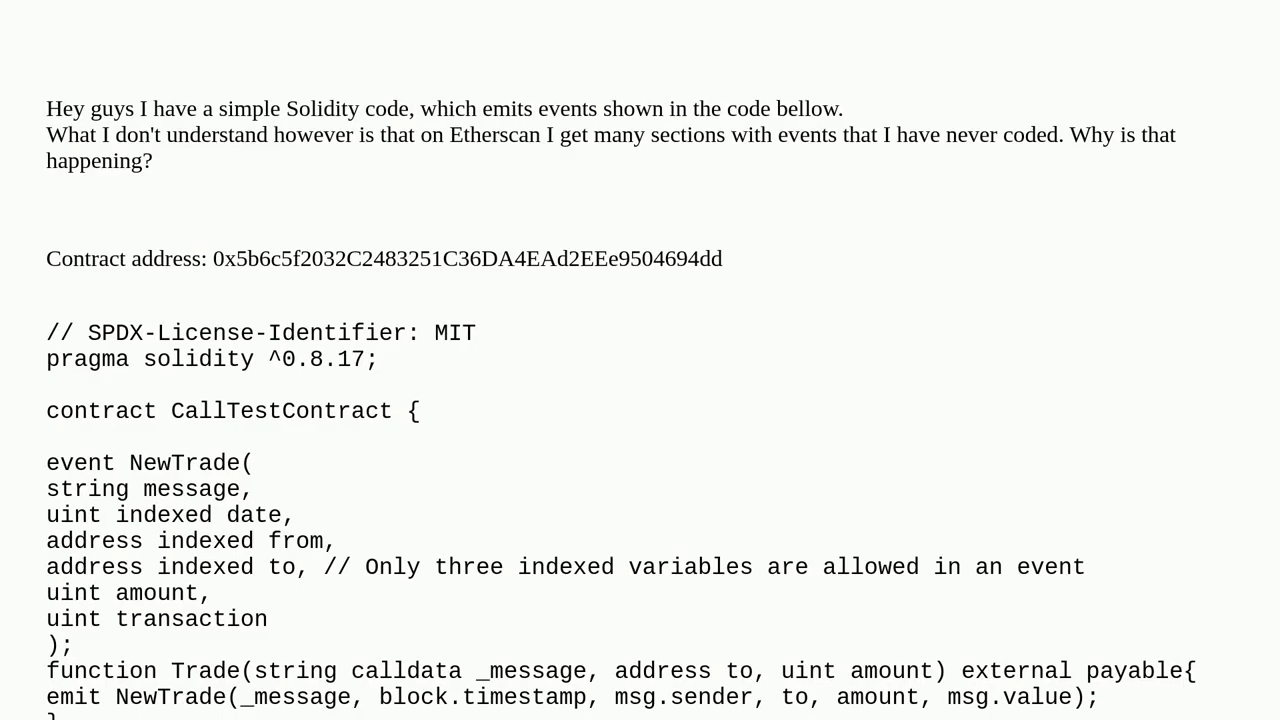 Hey guys I have a simple Solidity code, which emits events shown in the code bellow.
What I don't understand however is that on Etherscan I get many sections with events that I have never coded. Why is that
happening?
Contract address: 0x5b6c5f2032C2483251C36DA4EAd2EEe9504694dd
// SPDX-License-Identifier: MIT
pragma solidity ^0.8.17;
contract CallTestContract {
event NewTrade(
string message,
uint indexed date,
address indexed from,
address indexed to, // Only three indexed variables are allowed in an event
uint amount,
uint transaction
);
function Trade(string calldata _message, address to, uint amount) external payable{
emit NewTrade(_message, block.timestamp, msg.sender, to, amount, msg.value);
}